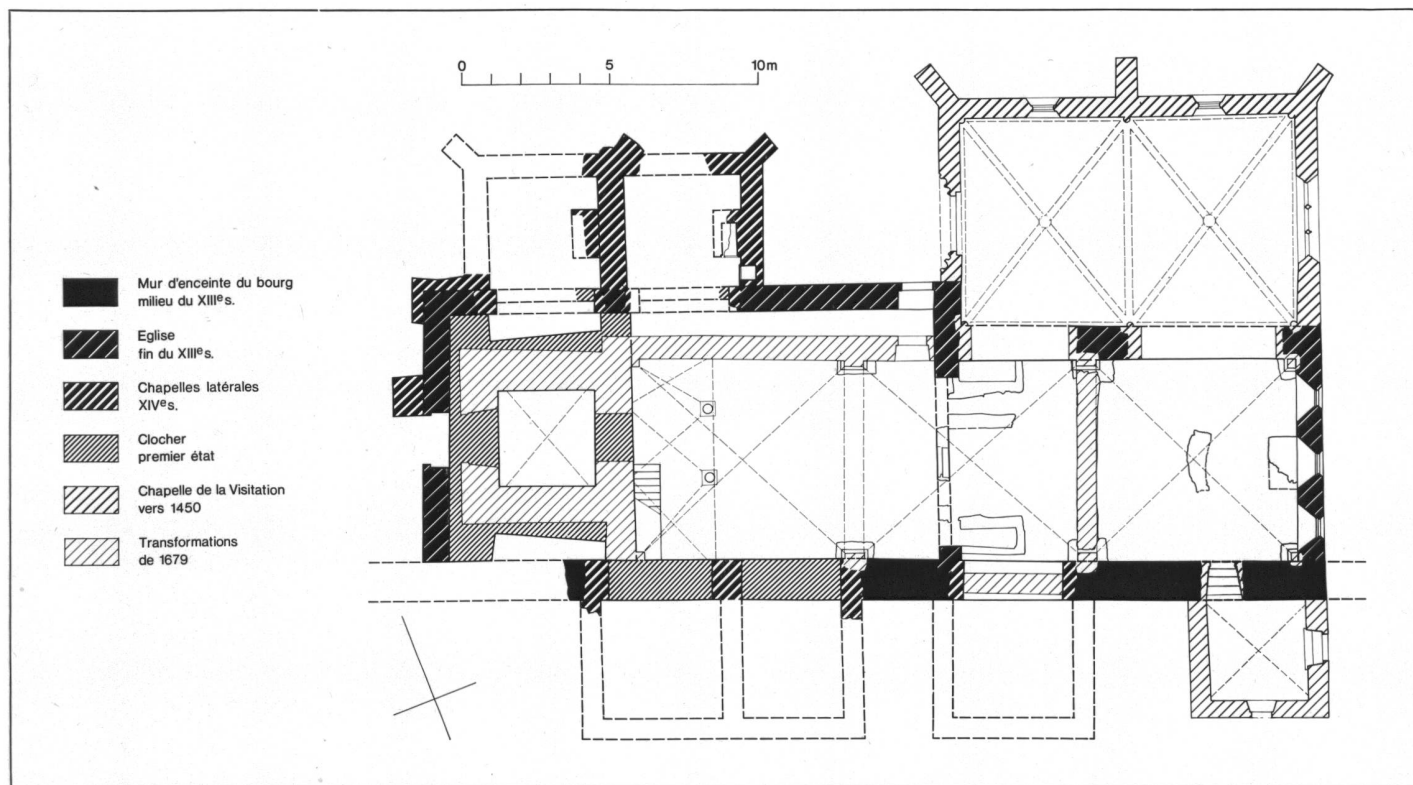 0 5 10 m
Mur d'enceinte du bourg
milieu du XIIIe s.
Eglise
fin du XIIIe s.
Chapelles latérales
XIVe s.
Clocher
premier état
Chapelle de la Visitation
vers 1450
Transformations
de 1679